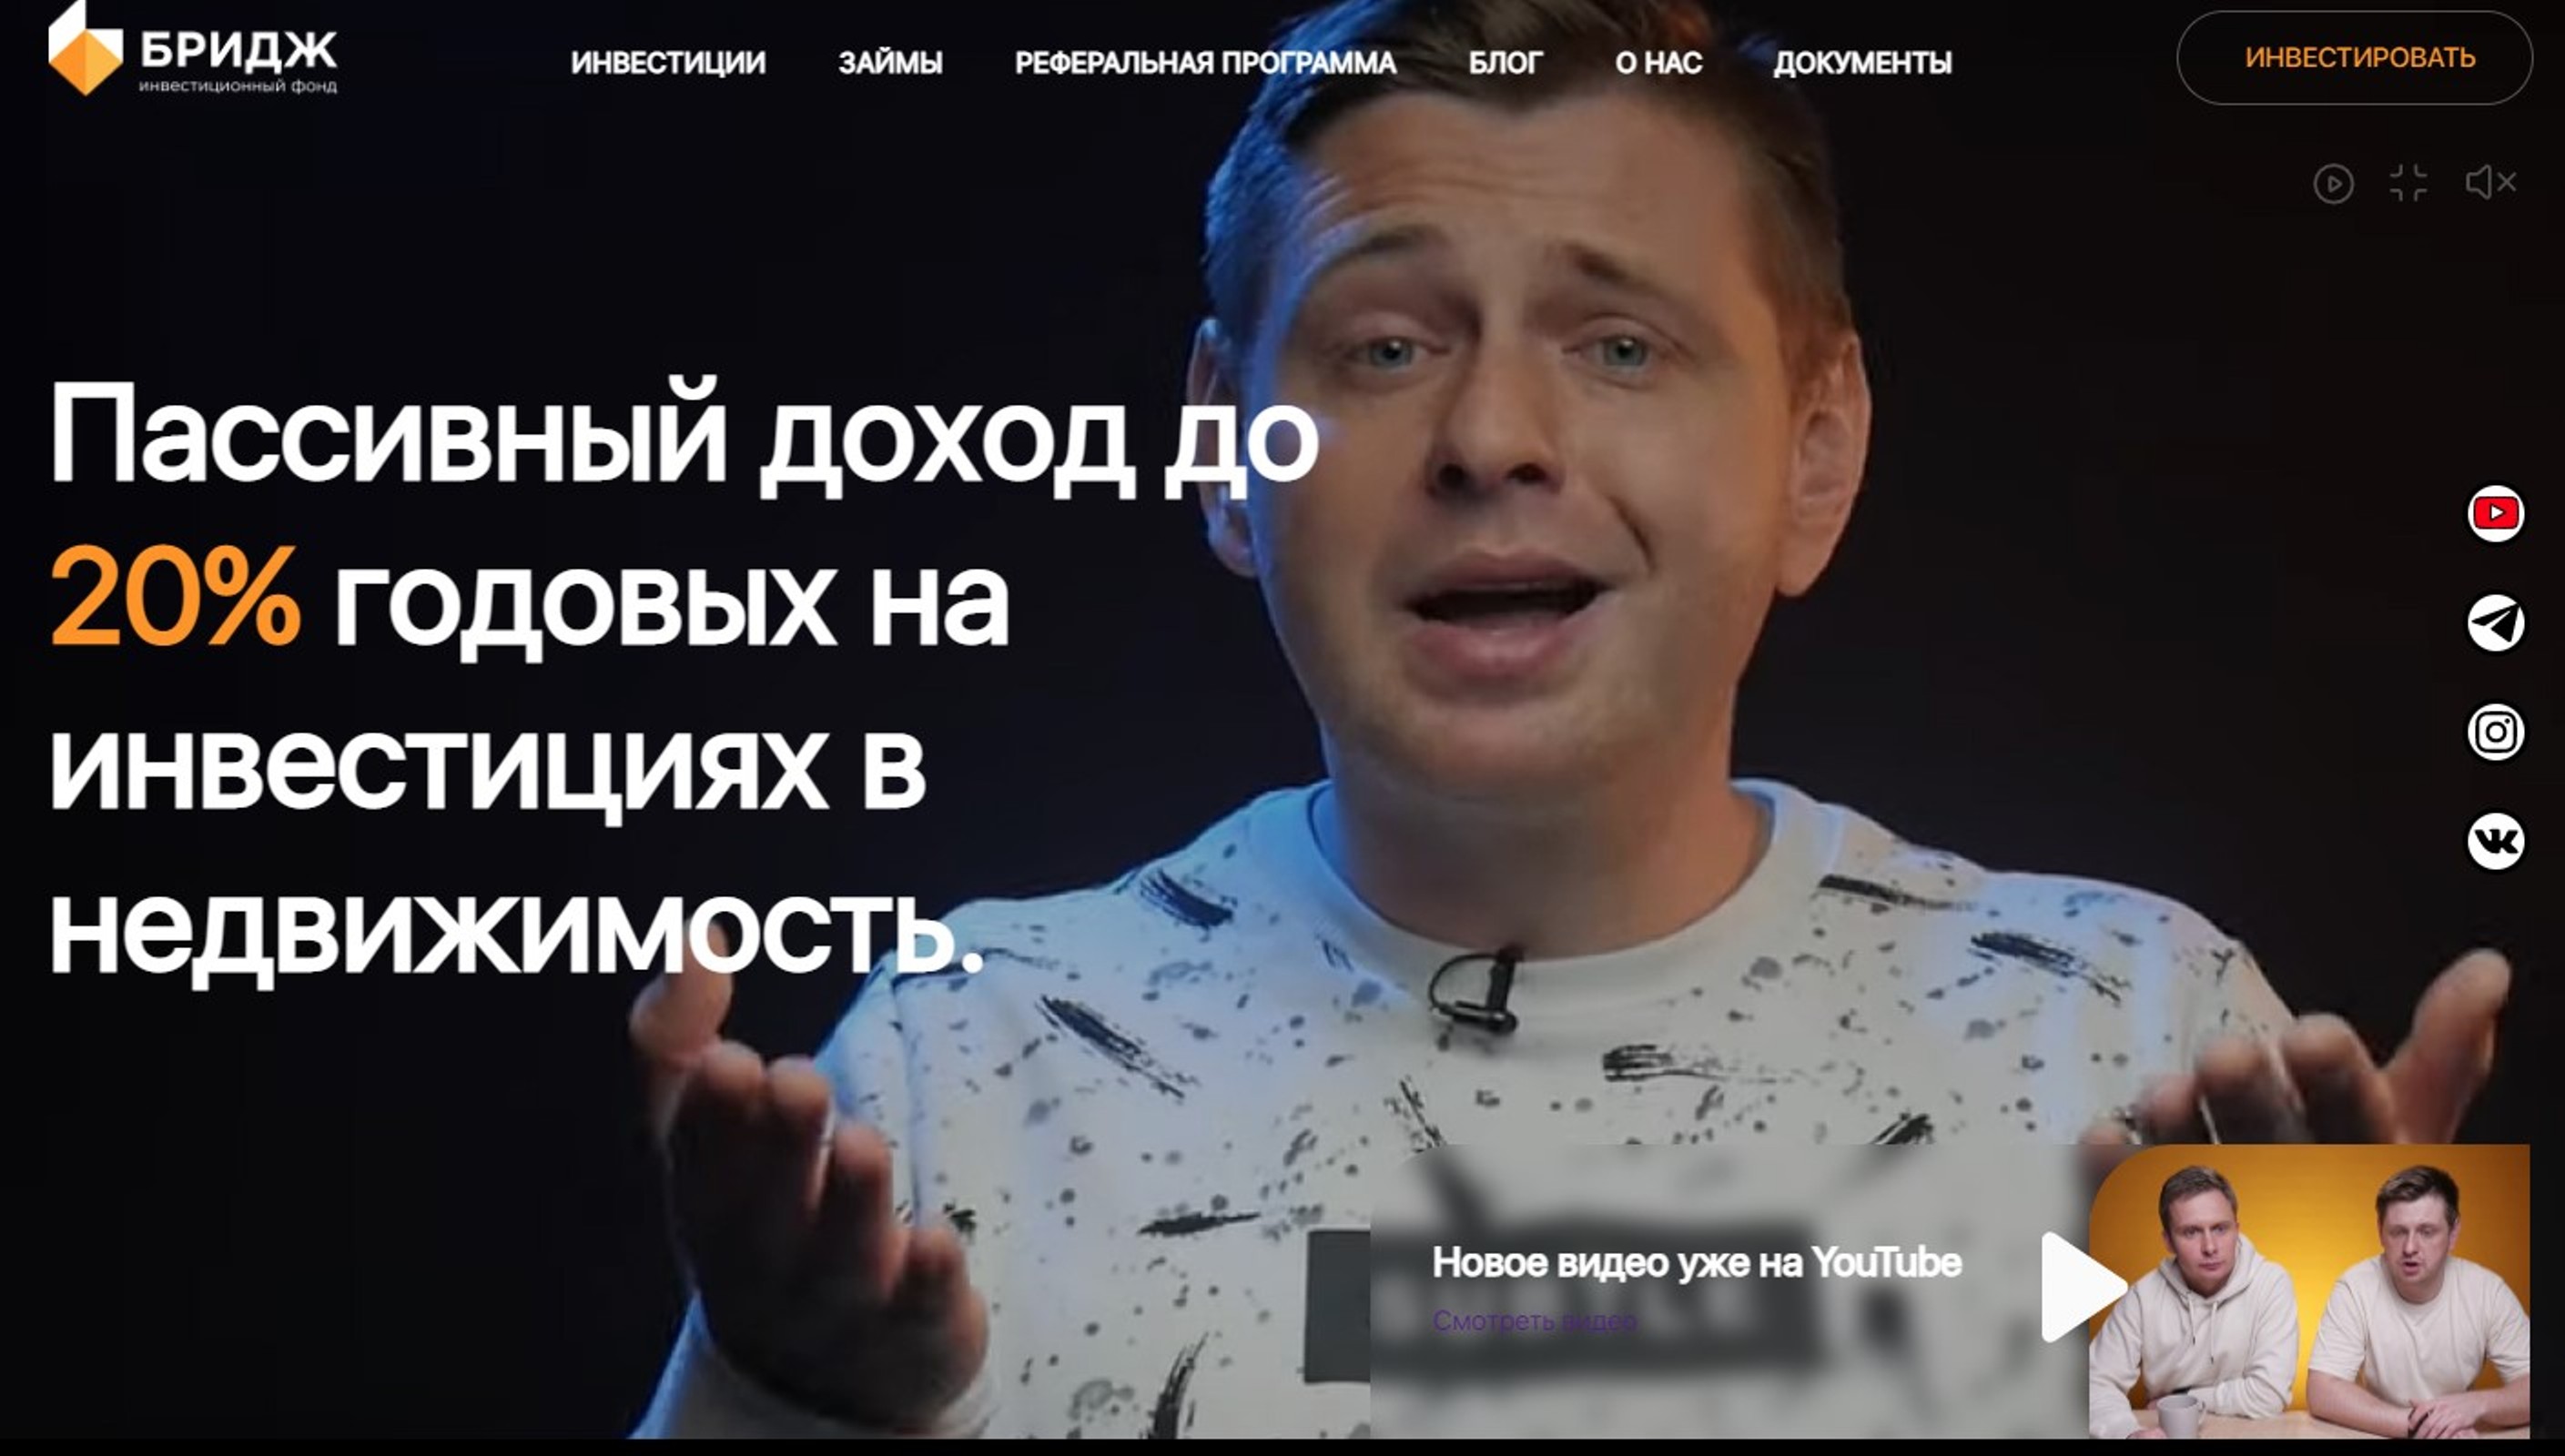 БРИДЖ
инвестиционный фонд
ИНВЕСТИЦИИ ЗАЙМЫ РЕФЕРАЛЬНАЯ ПРОГРАММА БЛОГ О НАС ДОКУМЕНТЫ ИНВЕСТИРОВАТЬ
Пассивный доход до
20% годовых на
инвестициях в
недвижимость.
Новое видео уже на YouTube
Смотреть видео